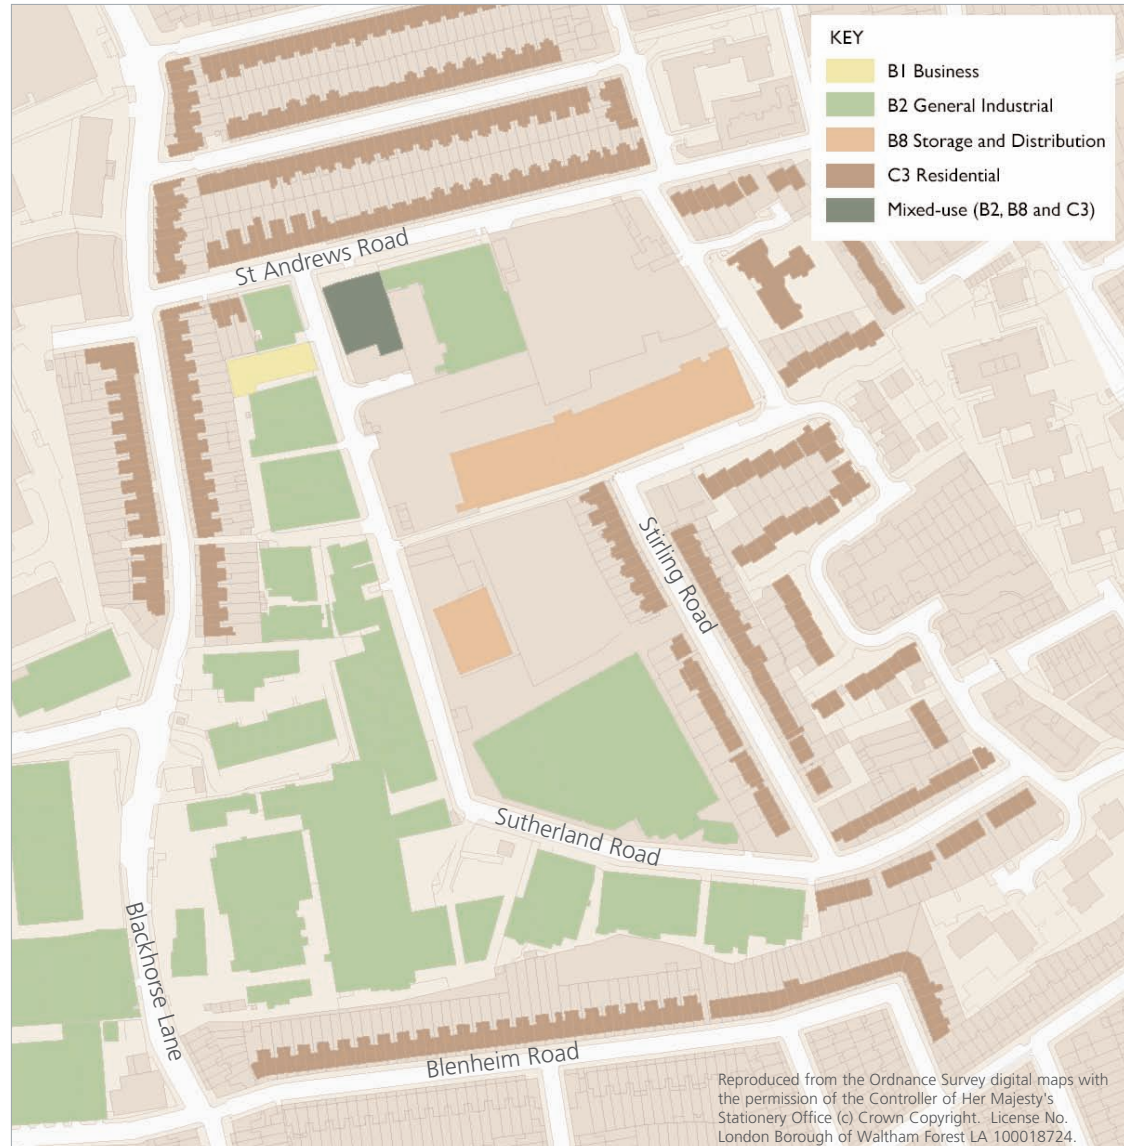 KEY
B1 Business
B2 General Industrial
B8 Storage and Distribution
C3 Residential
Mixed-use (B2, B8 and C3)
St Andrews Road
Stirling Road
Sutherland Road
Blackhorse Lane
Blenheim Road
Reproduced from the Ordnance Survey digital maps with
the permission of the Controller of Her Majesty's
Stationery Office (c) Crown Copyright. License No.
London Borough of Waltham Forest LA 100018724.